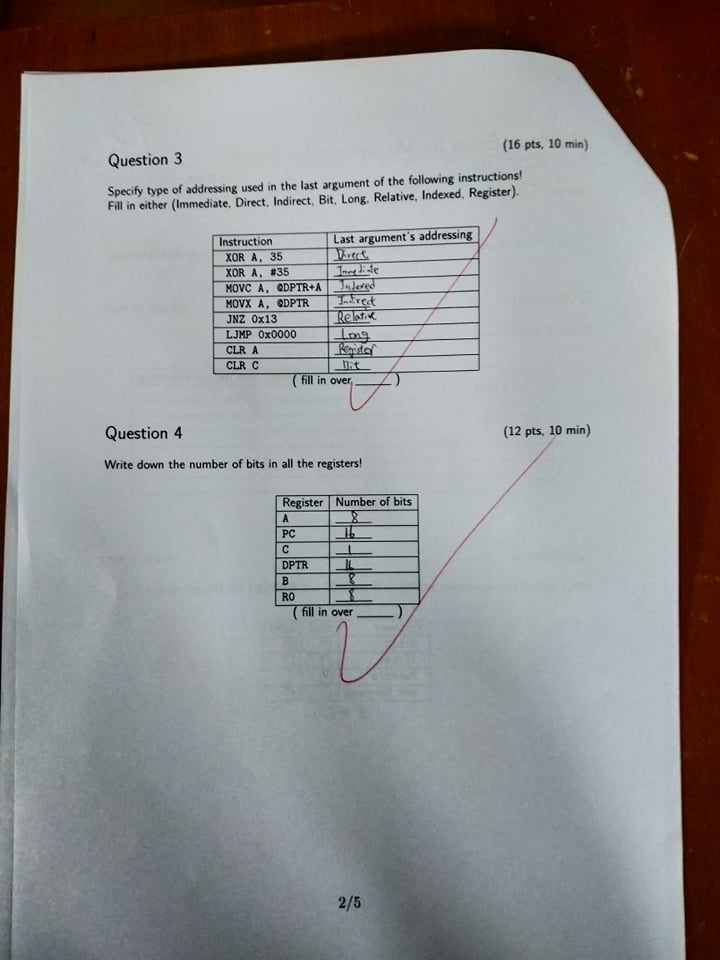 (16 pts, 10 min)
Question 3
Specify type of addressing used in the last argument of the following instructions!
Fill in either (Immediate, Direct, Indirect, Bit, Long, Relative, Indexed, Register).
Instruction Last argument's addressing
XOR A, 35 Direct
XOR A, #35 Immediate
MOVC A, @DPTR+A Indexed
MOVX A, @DPTR Indirect
JNZ 0x13 Relative
LJMP 0x0000 Long
CLR A Register
CLR C Bit
( fill in over ____ )
Question 4 (12 pts, 10 min)
Write down the number of bits in all the registers!
Register Number of bits
A 8
PC 16
C 1
DPTR 16
B 8
R0 8
( fill in over ____ )
2/5